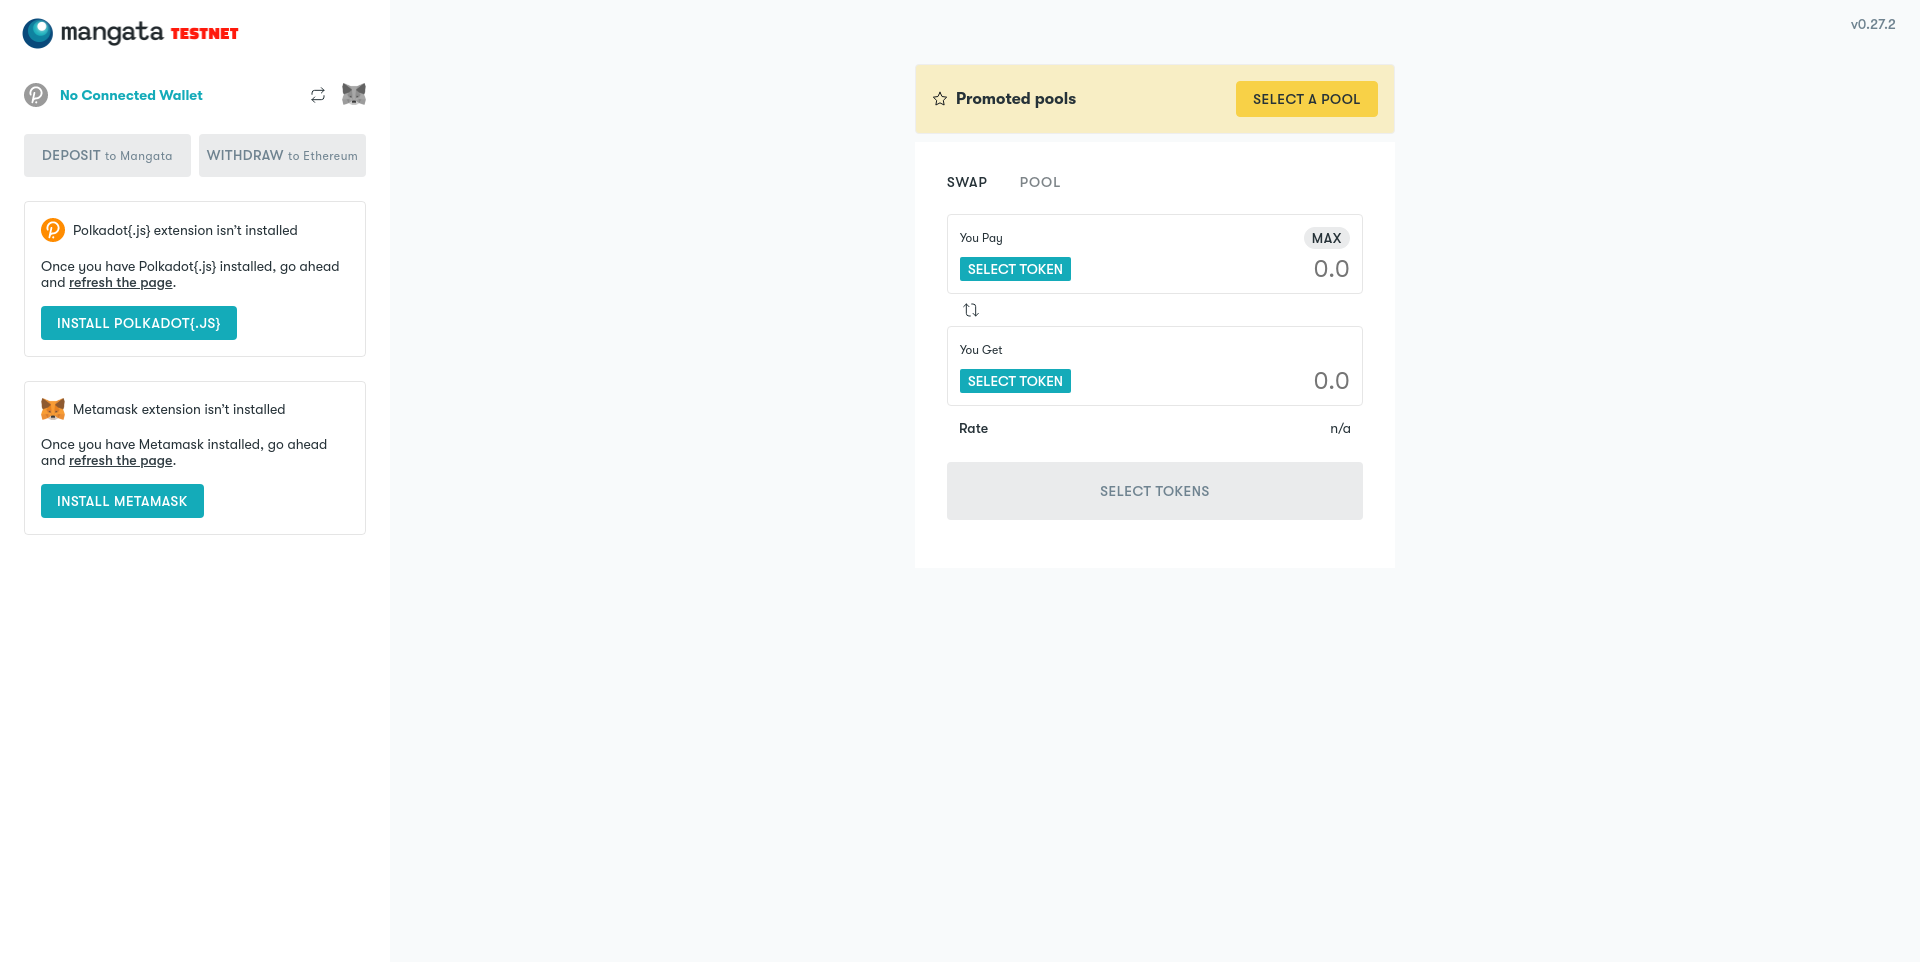 mangata TESTNET
v0.27.2
No Connected Wallet
DEPOSIT to Mangata
WITHDRAW to Ethereum
Polkadot{.js} extension isn't installed
Once you have Polkadot{.js} installed, go ahead
and refresh the page.
INSTALL POLKADOT{.JS}
Metamask extension isn't installed
Once you have Metamask installed, go ahead
and refresh the page.
INSTALL METAMASK
Promoted pools
SELECT A POOL
SWAP
POOL
You Pay
MAX
SELECT TOKEN
0.0
You Get
SELECT TOKEN
0.0
Rate
n/a
SELECT TOKENS